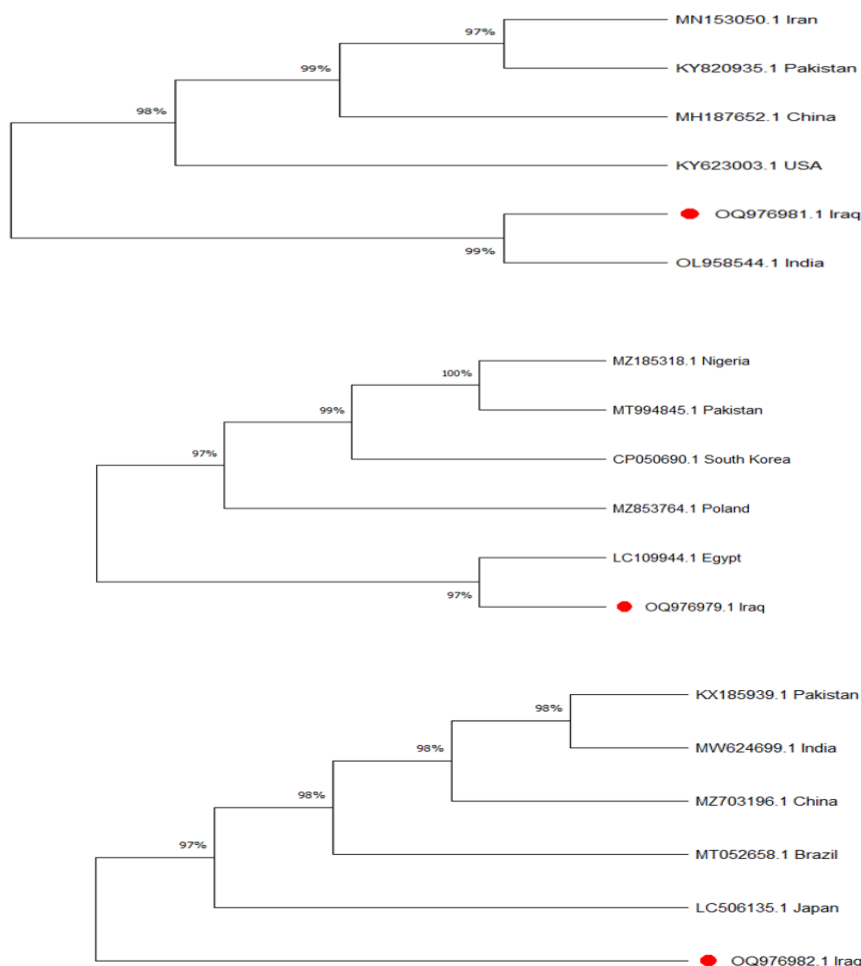 MN153050.1 Iran
97%
KY820935.1 Pakistan
99%
98%
MH187652.1 China
KY623003.1 USA
OQ976981.1 Iraq
99%
OL958544.1 India
MZ185318.1 Nigeria
100%
MT994845.1 Pakistan
99%
97%
CP050690.1 South Korea
MZ853764.1 Poland
LC109944.1 Egypt
97%
OQ976979.1 Iraq
KX185939.1 Pakistan
98%
98%
MW624699.1 India
98%
MZ703196.1 China
97%
MT052658.1 Brazil
LC506135.1 Japan
OQ976982.1 Iraq